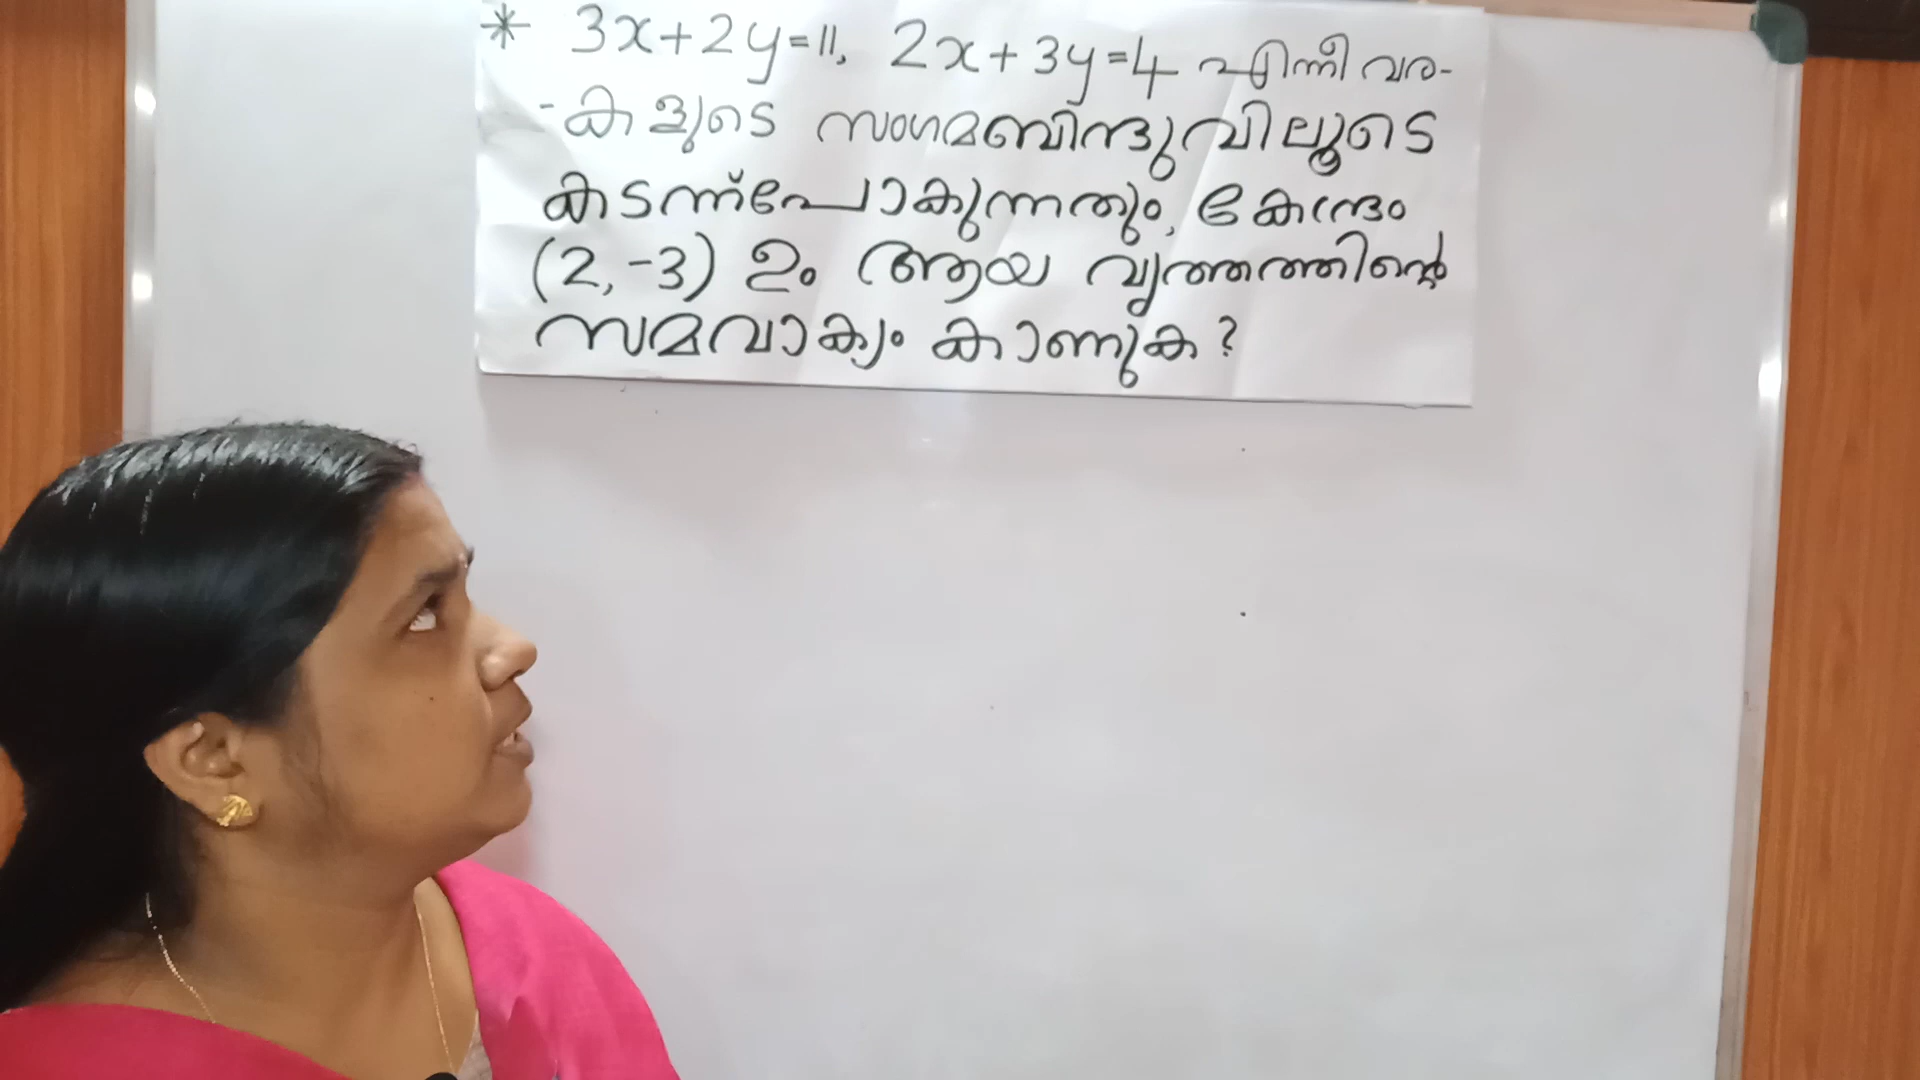 * 3x+2y=11, 2x+3y=4 എന്നീ വര-
-കളുടെ സംഗമബിന്ദുവിലൂടെ
കടന്ന്പോകുന്നതും, കേന്ദ്രം
(2,-3) ഉം ആയ വൃത്തത്തിന്റെ
സമവാക്യം കാണുക?